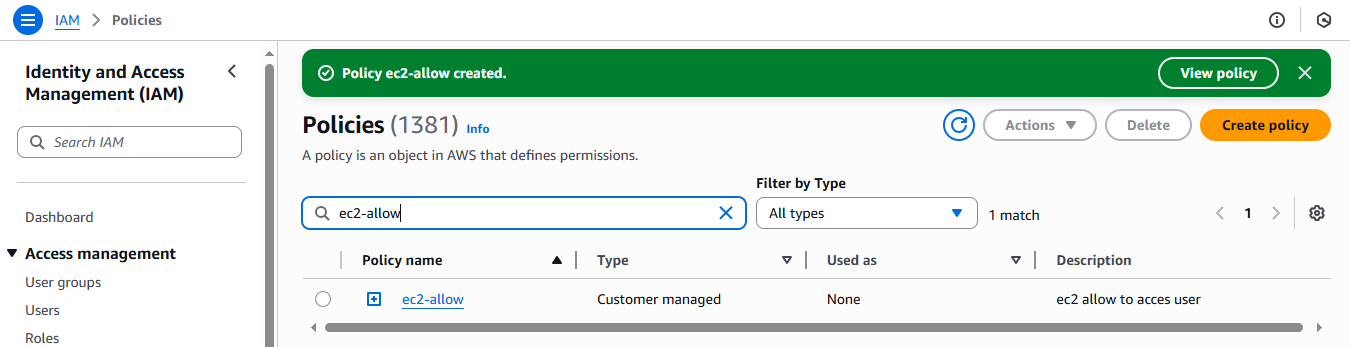 IAM > Policies
Identity and Access
Management (IAM)
Search IAM
Dashboard
Access management
User groups
Users
Roles
Policy ec2-allow created.
View policy
Policies (1381) Info
Actions
Delete
Create policy
A policy is an object in AWS that defines permissions.
Filter by Type
ec2-allow
All types
1 match
1
Policy name
Type
Used as
Description
ec2-allow
Customer managed
None
ec2 allow to acces user